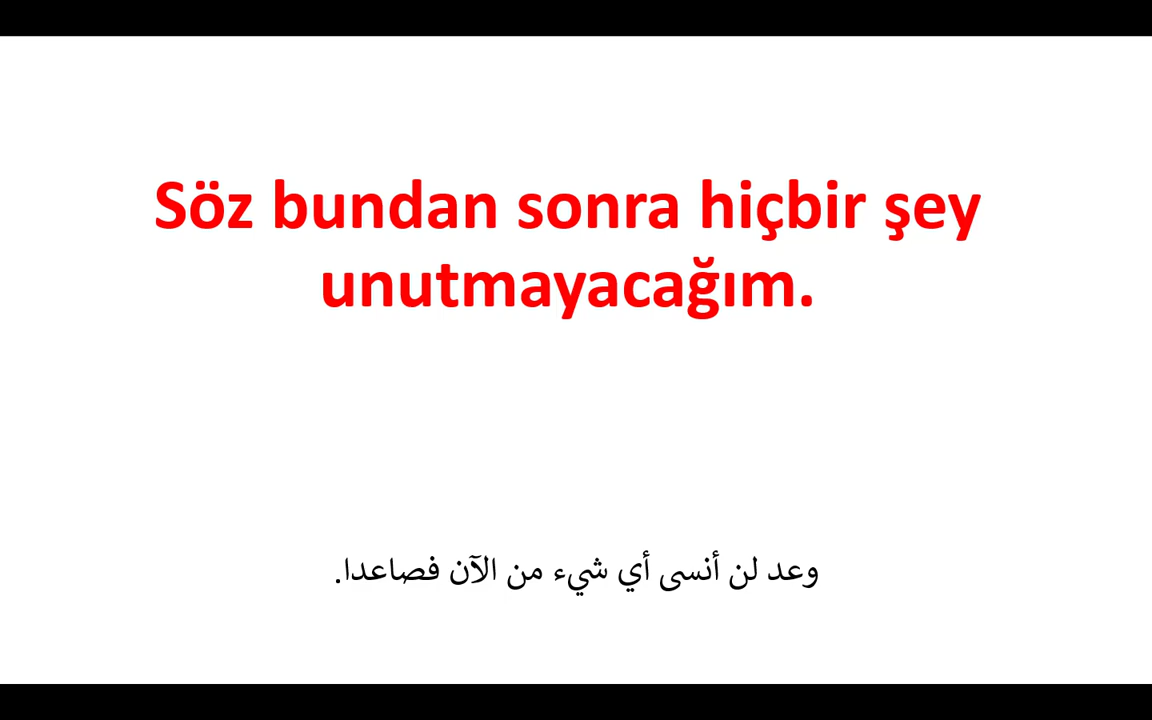 Söz bundan sonra hiçbir şey
unutmayacağım.
وعد لن أنسى أي شيء من الآن فصاعدا.